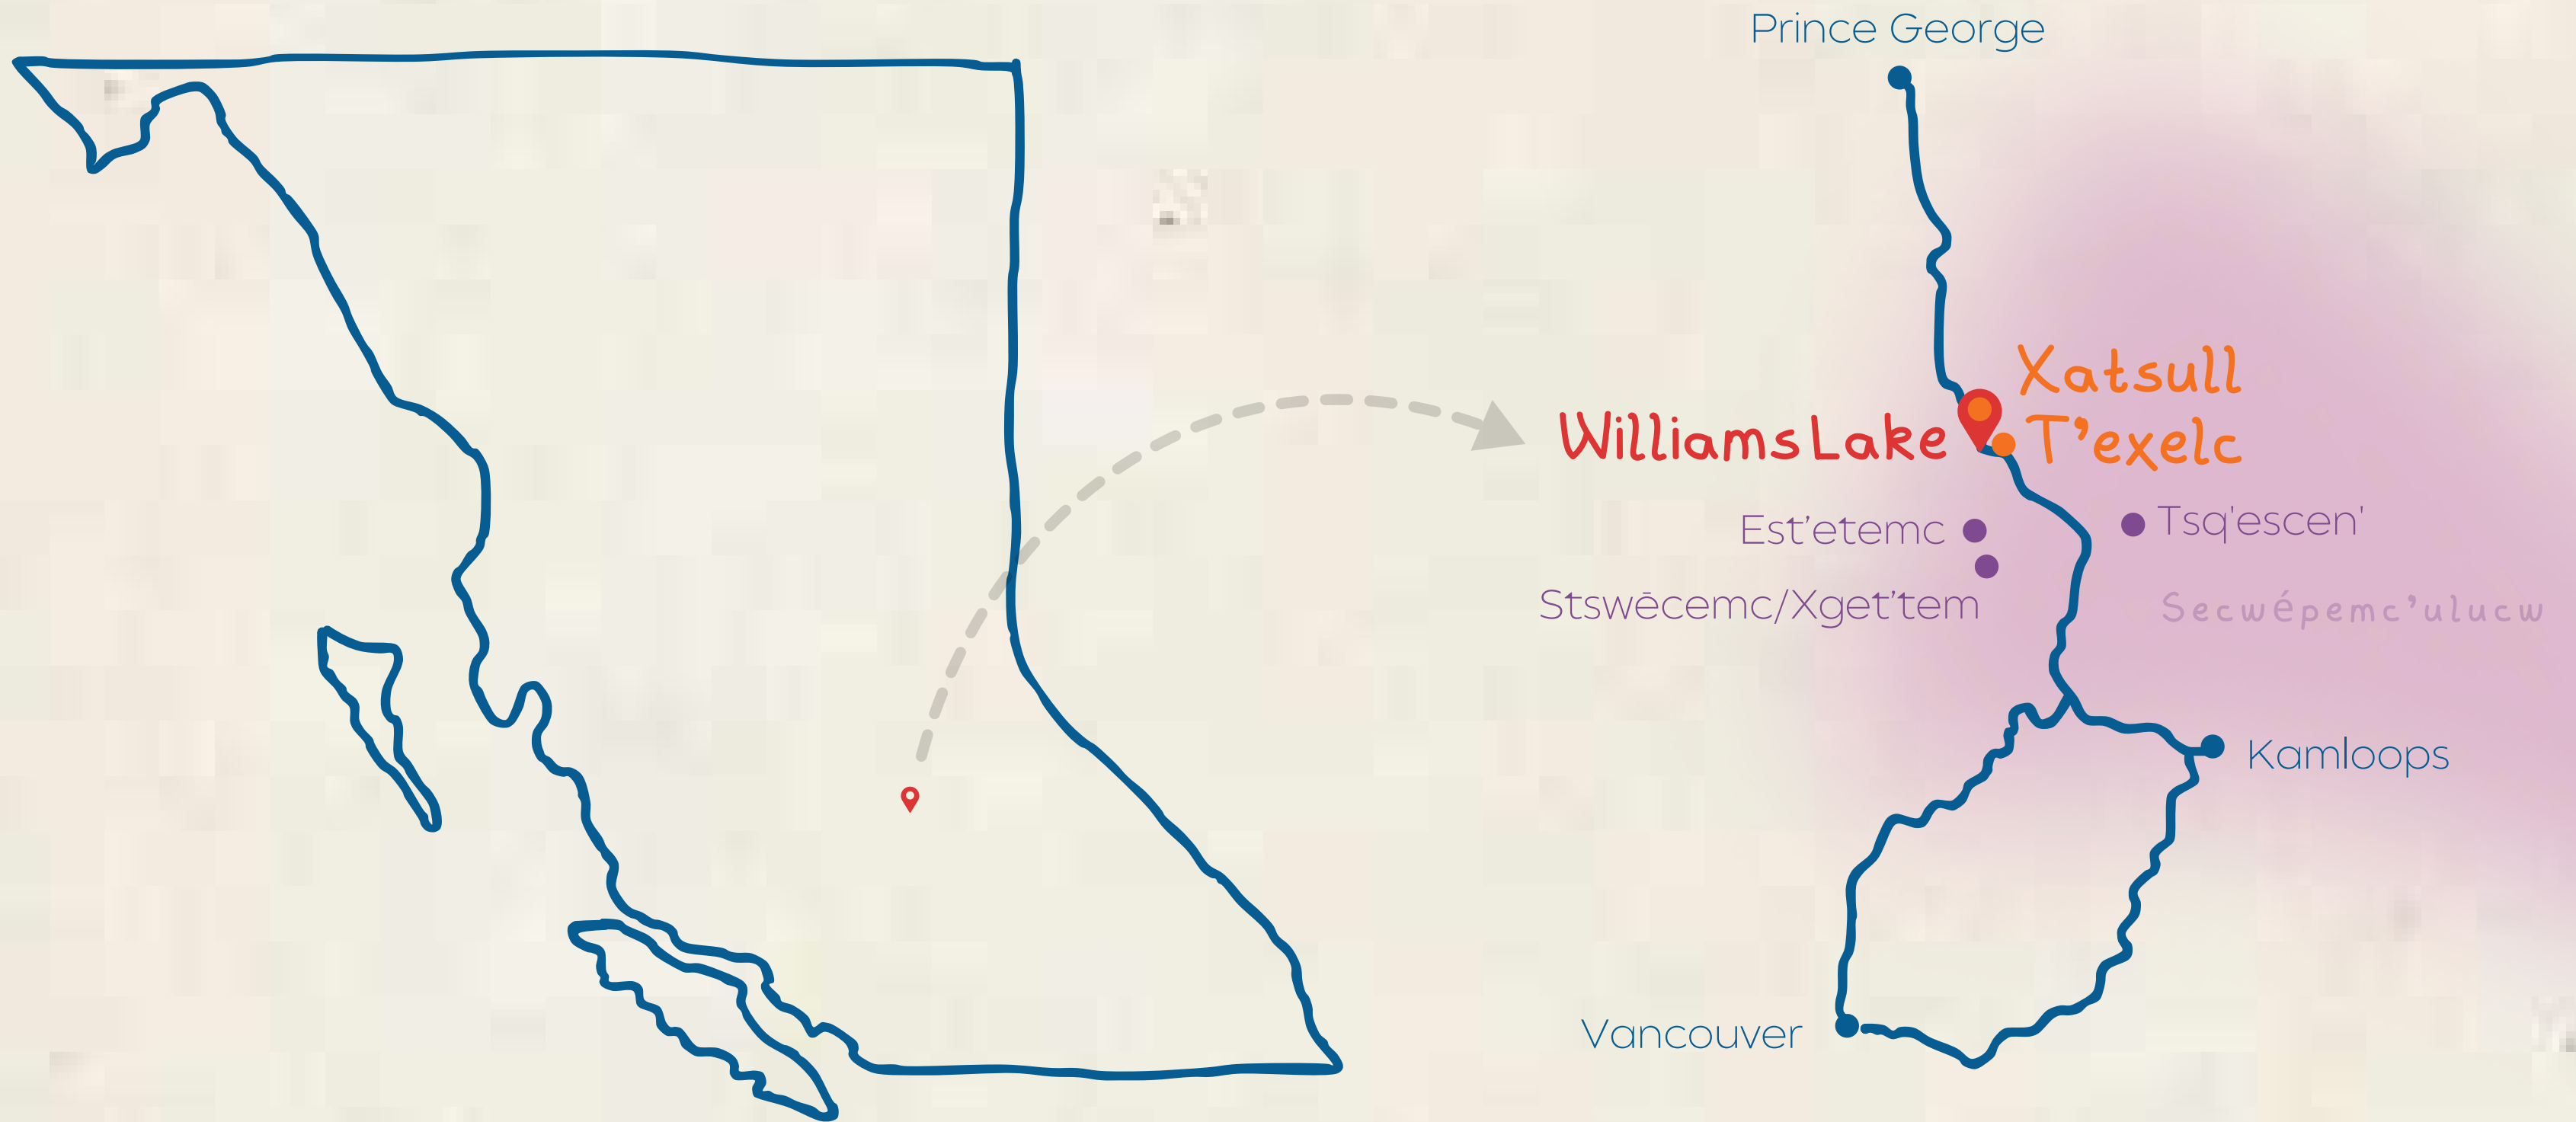 Prince George
Xatsull
Williams Lake
T’exelc
Est’etemc
Tsq'escen'
Stswēcemc/Xget’tem
Secwépemc’ulucw
Kamloops
Vancouver